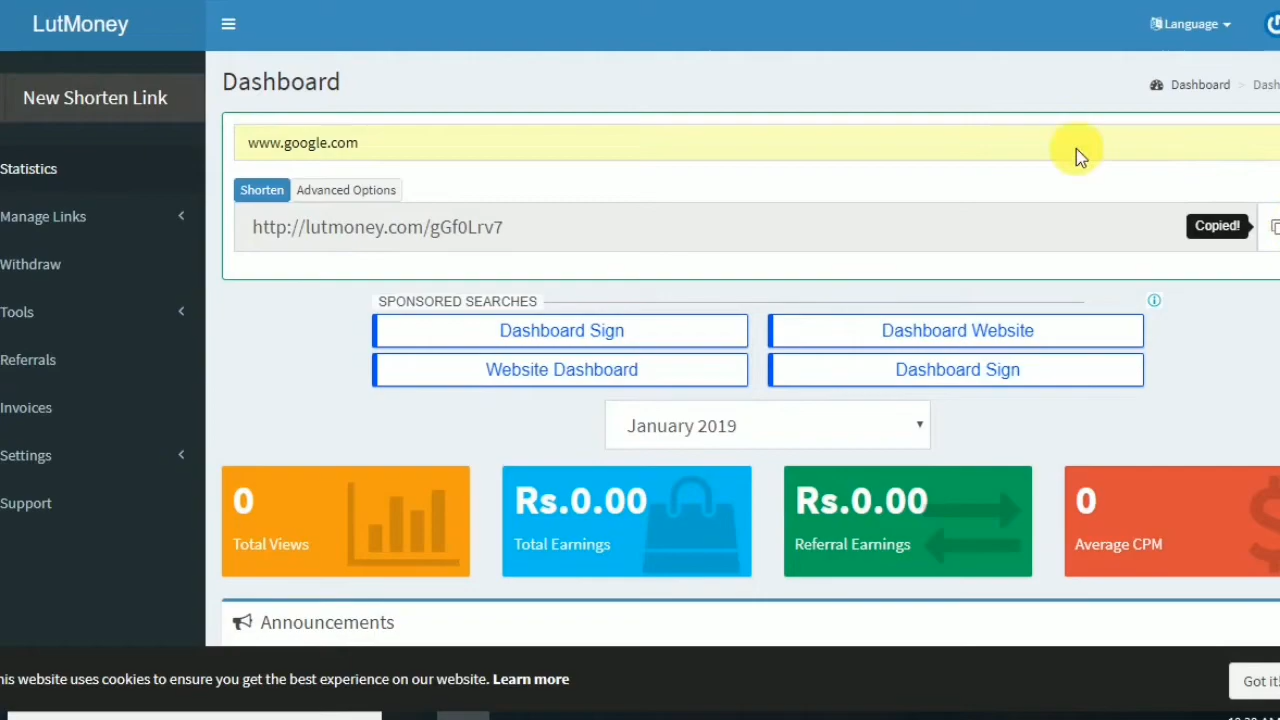 LutMoney
Language
New Shorten Link
Dashboard
Dashboard > Dash
www.google.com
Statistics
Shorten
Advanced Options
Manage Links
http://lutmoney.com/gGf0Lrv7
Copied!
Withdraw
SPONSORED SEARCHES
Tools
Dashboard Sign
Dashboard Website
Referrals
Website Dashboard
Dashboard Sign
Invoices
January 2019
Settings
0
Rs.0.00
Rs.0.00
0
Support
Total Views
Total Earnings
Referral Earnings
Average CPM
Announcements
his website uses cookies to ensure you get the best experience on our website. Learn more
Got it!